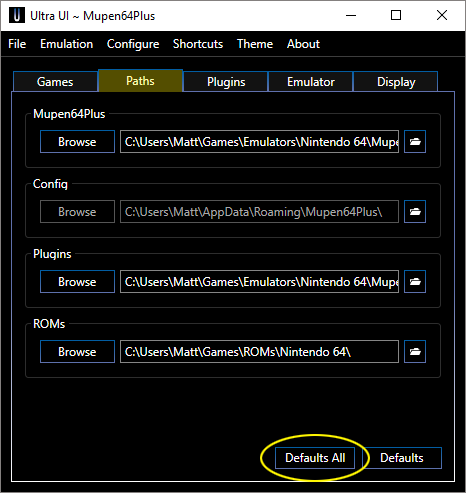 Ultra UI ~ Mupen64Plus
File Emulation Configure Shortcuts Theme About
Games Paths Plugins Emulator Display
Mupen64Plus
Browse C:\Users\Matt\Games\Emulators\Nintendo 64\Mupe
Config
Browse C:\Users\Matt\AppData\Roaming\Mupen64Plus\
Plugins
Browse C:\Users\Matt\Games\Emulators\Nintendo 64\Mupe
ROMs
Browse C:\Users\Matt\Games\ROMs\Nintendo 64\
Defaults All Defaults